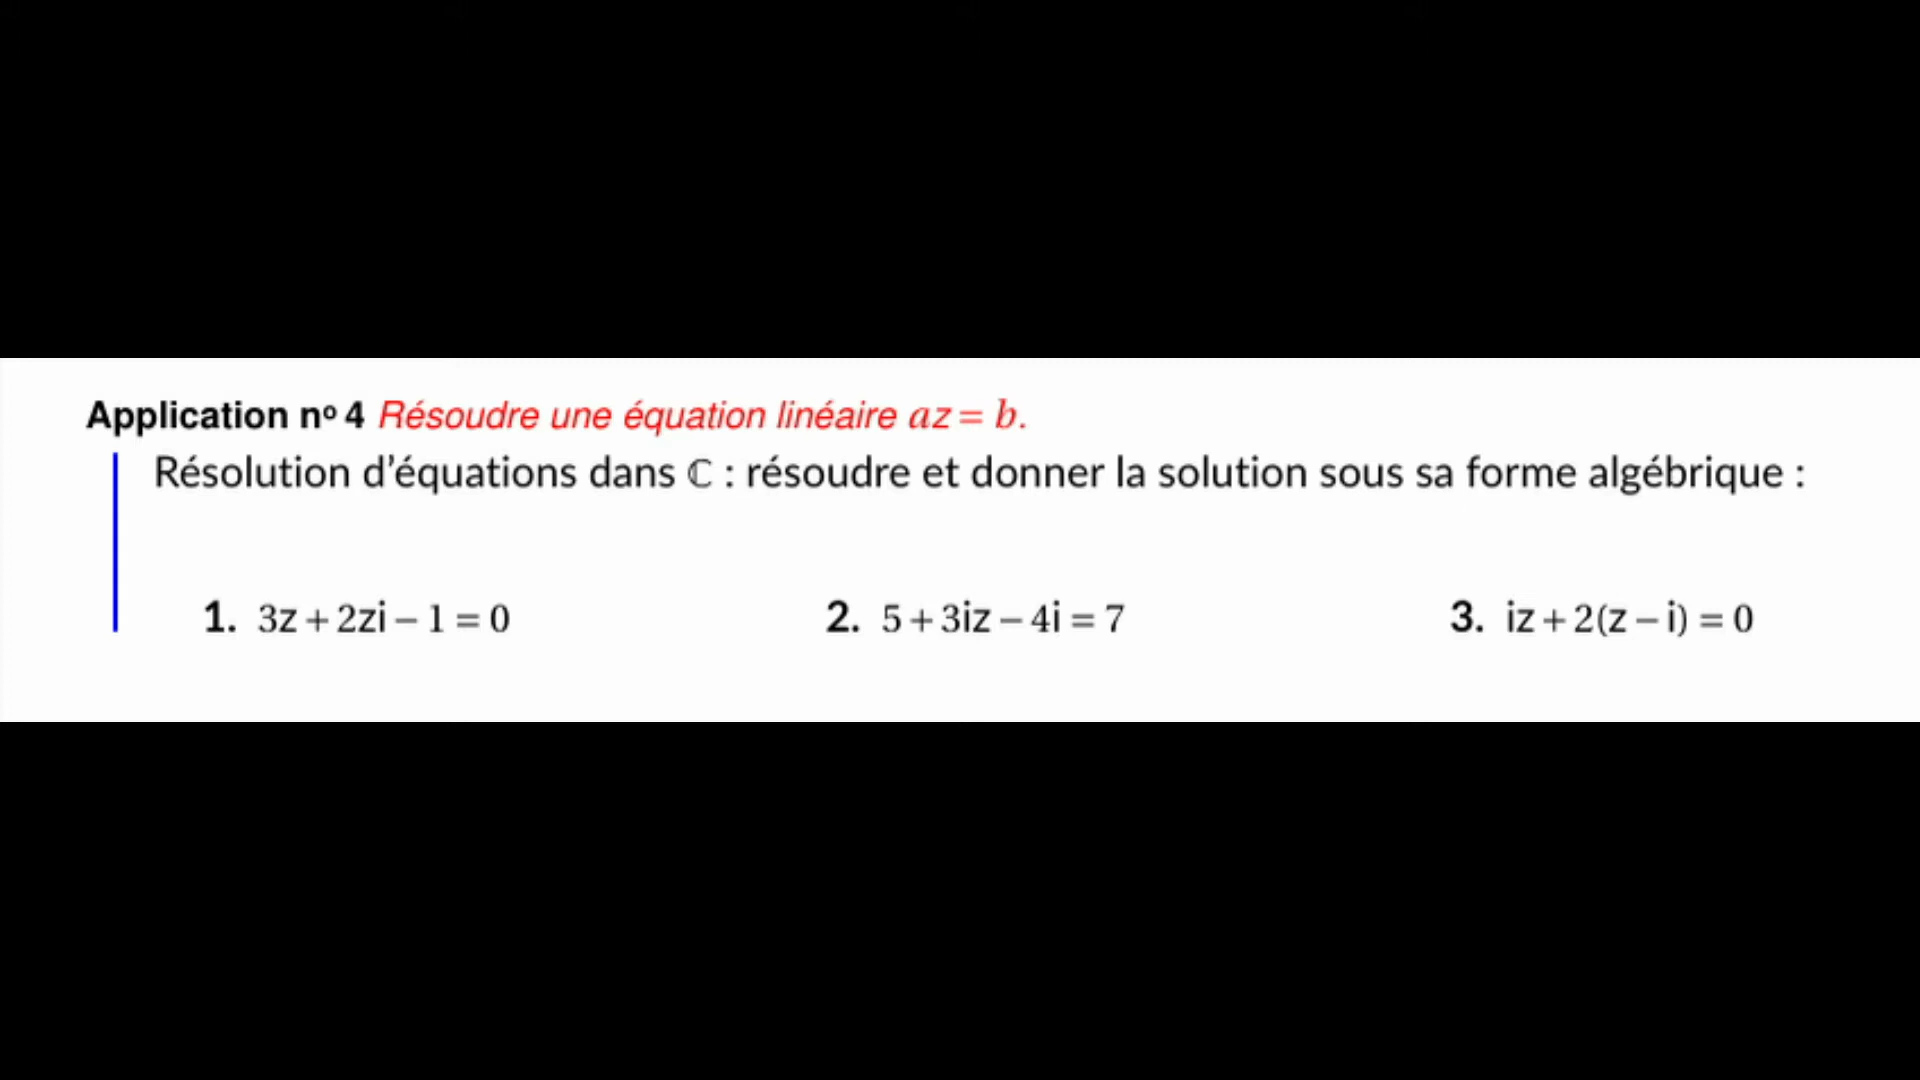 Application nº 4 Résoudre une équation linéaire az = b.
Résolution d'équations dans ℂ : résoudre et donner la solution sous sa forme algébrique :
1. 3z + 2zi – 1 = 0 2. 5 + 3iz – 4i = 7 3. iz + 2(z – i) = 0